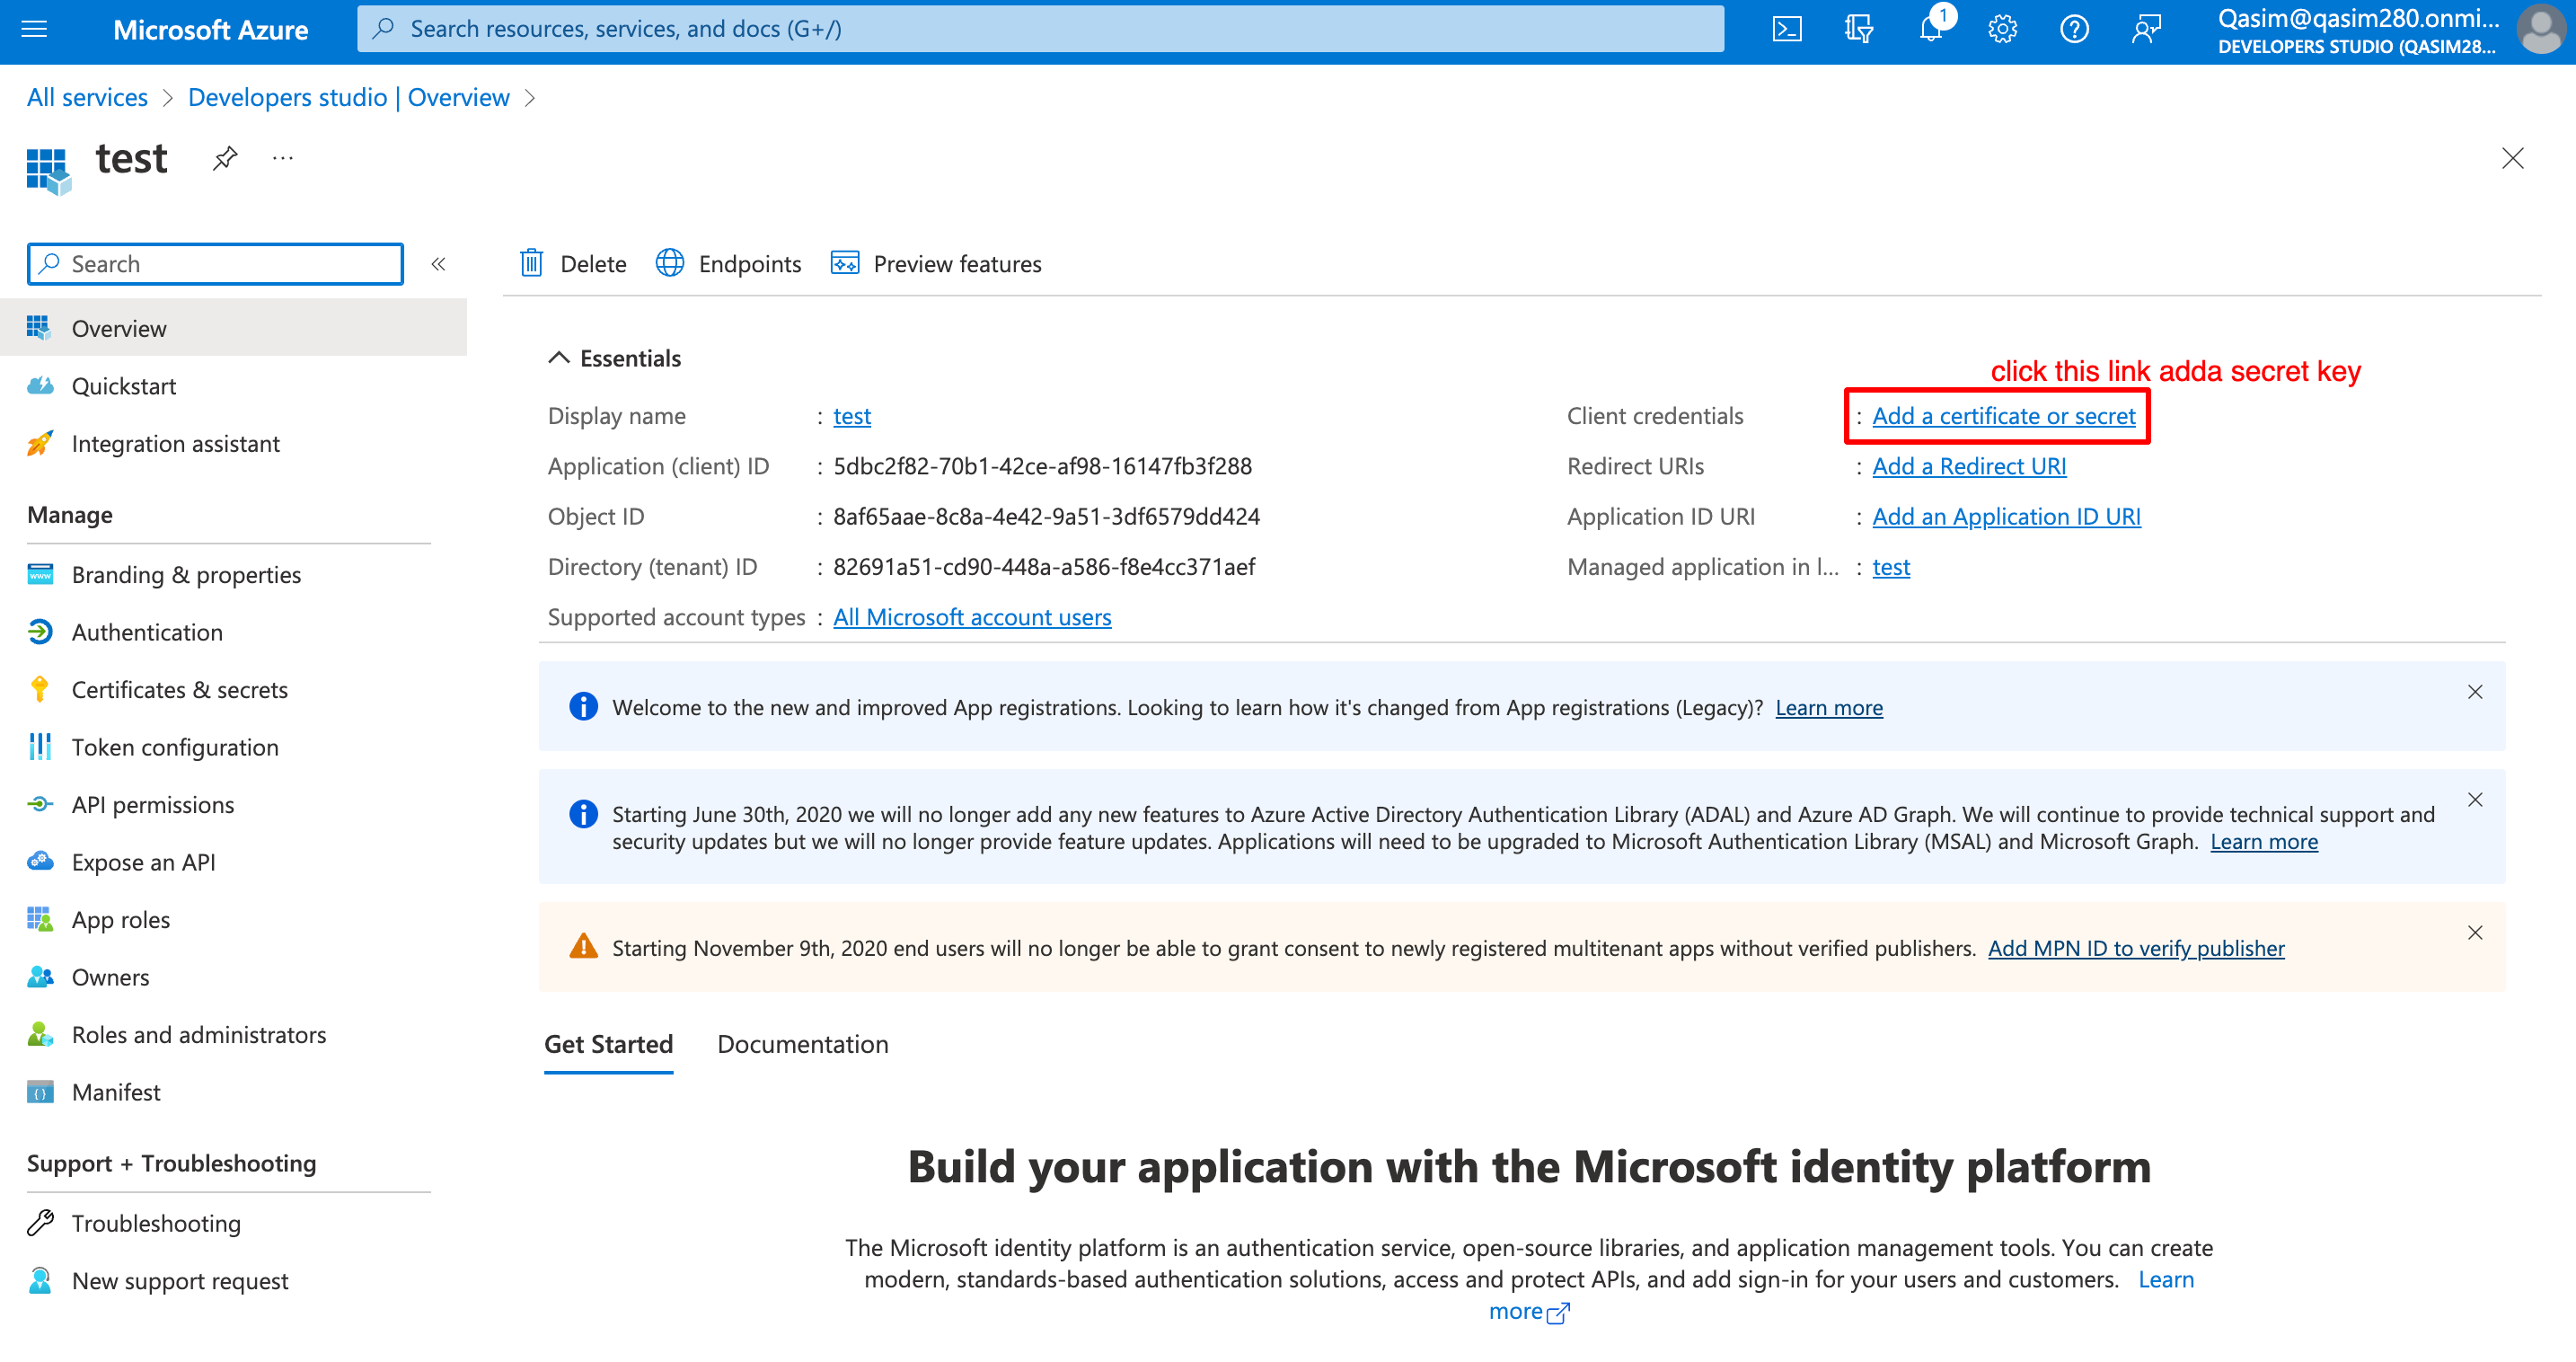 Microsoft Azure
Search resources, services, and docs (G+/)
1
Qasim@qasim280.onmi...
DEVELOPERS STUDIO (QASIM28...
All services > Developers studio | Overview >
test
...
Search
«
Delete
Endpoints
Preview features
Overview
Quickstart
Integration assistant
Manage
Branding & properties
Authentication
Certificates & secrets
Token configuration
API permissions
Expose an API
App roles
Owners
Roles and administrators
Manifest
Support + Troubleshooting
Troubleshooting
New support request
Essentials
click this link adda secret key
Display name : test
Application (client) ID : 5dbc2f82-70b1-42ce-af98-16147fb3f288
Object ID : 8af65aae-8c8a-4e42-9a51-3df6579dd424
Directory (tenant) ID : 82691a51-cd90-448a-a586-f8e4cc371aef
Supported account types : All Microsoft account users
Client credentials : Add a certificate or secret
Redirect URIs : Add a Redirect URI
Application ID URI : Add an Application ID URI
Managed application in l... : test
Welcome to the new and improved App registrations. Looking to learn how it's changed from App registrations (Legacy)? Learn more
Starting June 30th, 2020 we will no longer add any new features to Azure Active Directory Authentication Library (ADAL) and Azure AD Graph. We will continue to provide technical support and
security updates but we will no longer provide feature updates. Applications will need to be upgraded to Microsoft Authentication Library (MSAL) and Microsoft Graph. Learn more
Starting November 9th, 2020 end users will no longer be able to grant consent to newly registered multitenant apps without verified publishers. Add MPN ID to verify publisher
Get Started
Documentation
Build your application with the Microsoft identity platform
The Microsoft identity platform is an authentication service, open-source libraries, and application management tools. You can create
modern, standards-based authentication solutions, access and protect APIs, and add sign-in for your users and customers. Learn
more